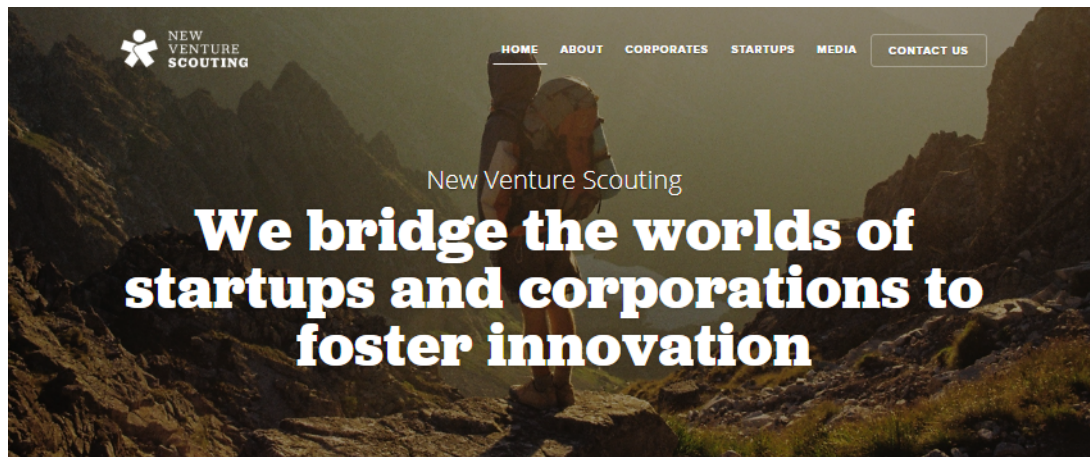 NEW
VENTURE
SCOUTING
HOME ABOUT CORPORATES STARTUPS MEDIA CONTACT US
New Venture Scouting
We bridge the worlds of
startups and corporations to
foster innovation